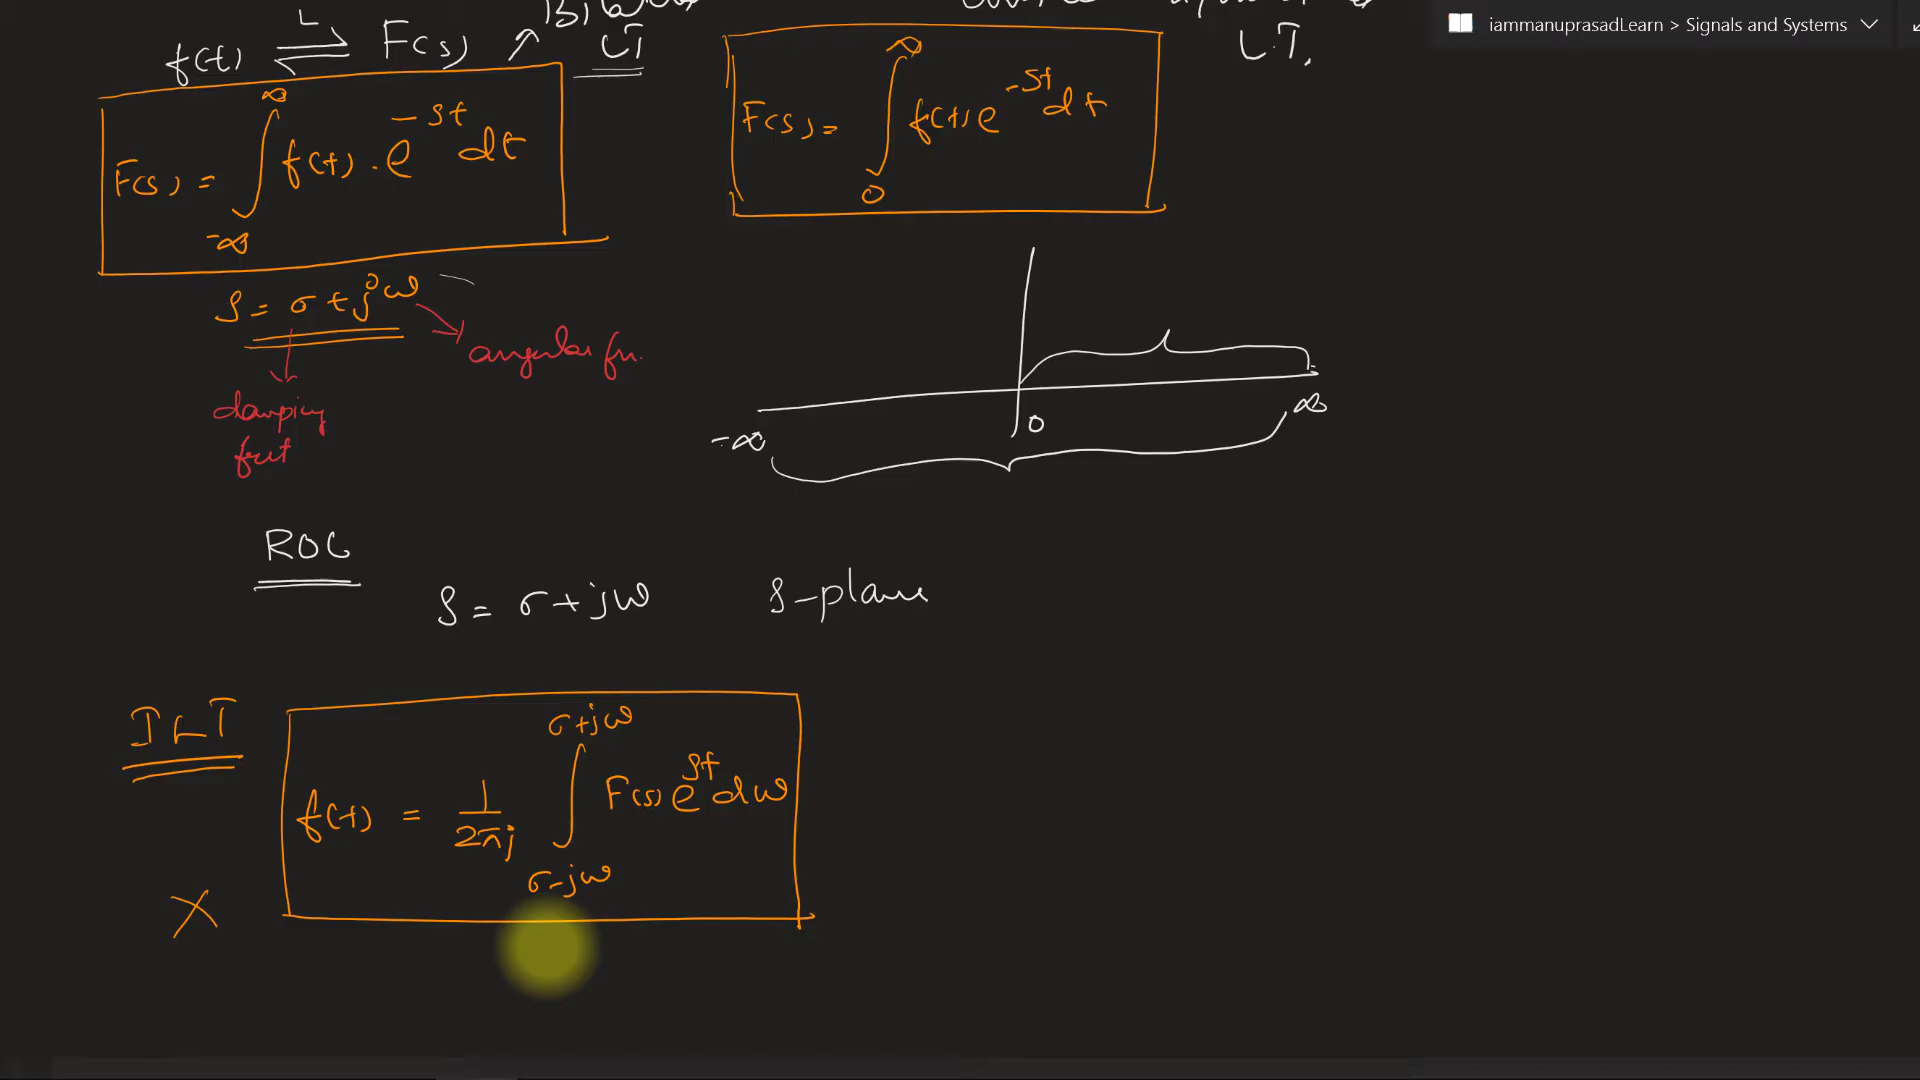 iammanuprasadLearn > Signals and Systems
f(t) ⇌ F(s) ↗
L
LT
L.T.
F(s) = ∫_{-∞}^{∞} f(t) . e^{-st} dt
F(s) = ∫_{0}^{∞} f(t) e^{-st} dt
s = σ + jω
angular fr.
damping
fact
-∞ 0 ∞
ROC
s = σ + jω s-plane
ILT
f(t) = 1/2πj ∫_{σ-jω}^{σ+jω} F(s) e^{st} dω
X